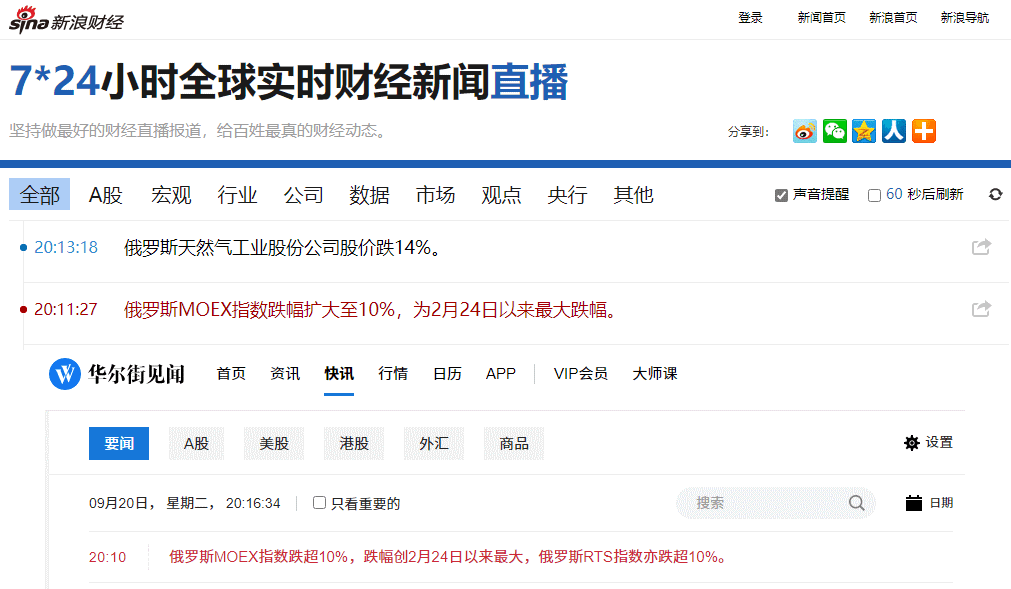 sina 新浪财经
登录 新闻首页 新浪首页 新浪导航
7*24小时全球实时财经新闻直播
坚持做最好的财经直播报道，给百姓最真的财经动态。
分享到：
全部 A股 宏观 行业 公司 数据 市场 观点 央行 其他
声音提醒 60 秒后刷新
20:13:18 俄罗斯天然气工业股份公司股价跌14%。
20:11:27 俄罗斯MOEX指数跌幅扩大至10%，为2月24日以来最大跌幅。
华尔街见闻 首页 资讯 快讯 行情 日历 APP VIP会员 大师课
要闻 A股 美股 港股 外汇 商品
设置
09月20日， 星期二， 20:16:34 只看重要的
搜索
日期
20:10 俄罗斯MOEX指数跌超10%，跌幅创2月24日以来最大，俄罗斯RTS指数亦跌超10%。